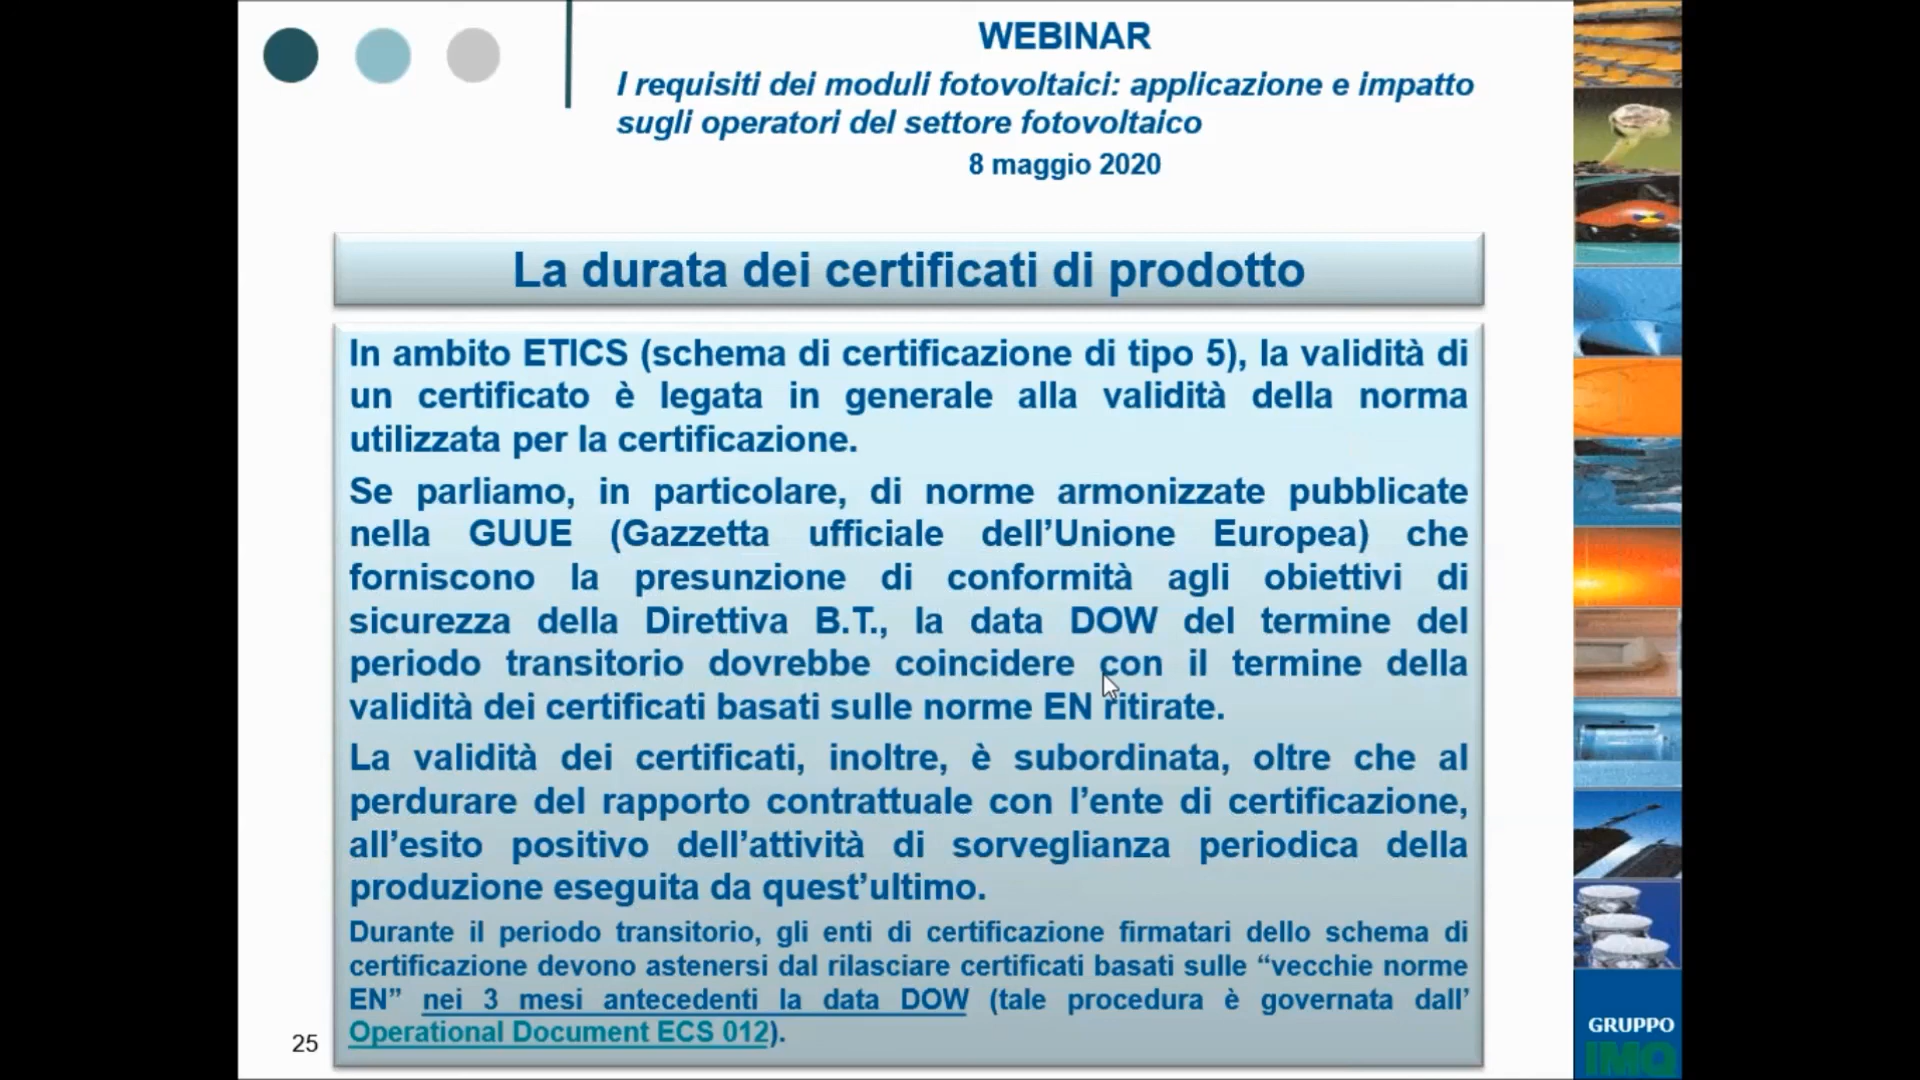 WEBINAR
I requisiti dei moduli fotovoltaici: applicazione e impatto
sugli operatori del settore fotovoltaico
8 maggio 2020
La durata dei certificati di prodotto
In ambito ETICS (schema di certificazione di tipo 5), la validità di
un certificato è legata in generale alla validità della norma
utilizzata per la certificazione.
Se parliamo, in particolare, di norme armonizzate pubblicate
nella GUUE (Gazzetta ufficiale dell’Unione Europea) che
forniscono la presunzione di conformità agli obiettivi di
sicurezza della Direttiva B.T., la data DOW del termine del
periodo transitorio dovrebbe coincidere con il termine della
validità dei certificati basati sulle norme EN ritirate.
La validità dei certificati, inoltre, è subordinata, oltre che al
perdurare del rapporto contrattuale con l’ente di certificazione,
all’esito positivo dell’attività di sorveglianza periodica della
produzione eseguita da quest’ultimo.
Durante il periodo transitorio, gli enti di certificazione firmatari dello schema di
certificazione devono astenersi dal rilasciare certificati basati sulle “vecchie norme
EN” nei 3 mesi antecedenti la data DOW (tale procedura è governata dall’
Operational Document ECS 012).
25
GRUPPO
IMQ